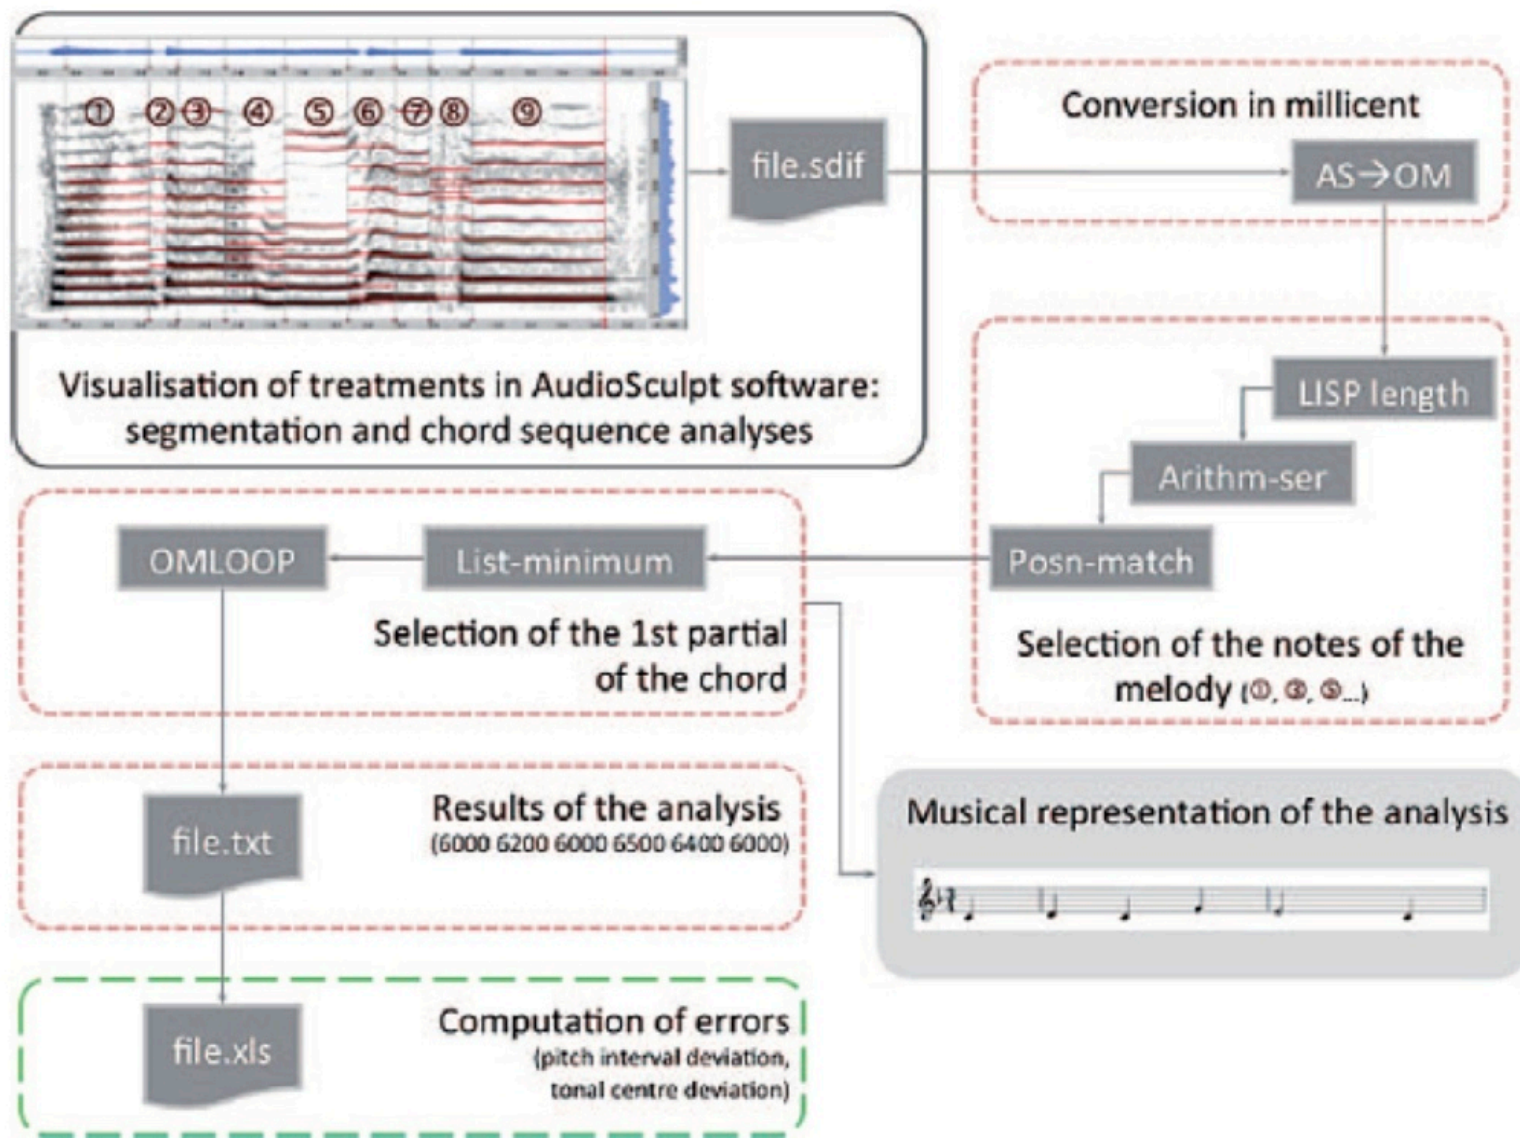 ① ② ③ ④ ⑤ ⑥ ⑦ ⑧ ⑨
file.sdif
Visualisation of treatments in AudioSculpt software:
segmentation and chord sequence analyses
Conversion in millicent
AS→OM
LISP length
Arithm-ser
Posn-match
Selection of the notes of the
melody (①, ③, ⑤...)
List-minimum
OMLOOP
Selection of the 1st partial
of the chord
file.txt
Results of the analysis
(6000 6200 6000 6500 6400 6000)
Musical representation of the analysis
file.xls
Computation of errors
(pitch interval deviation,
tonal centre deviation)